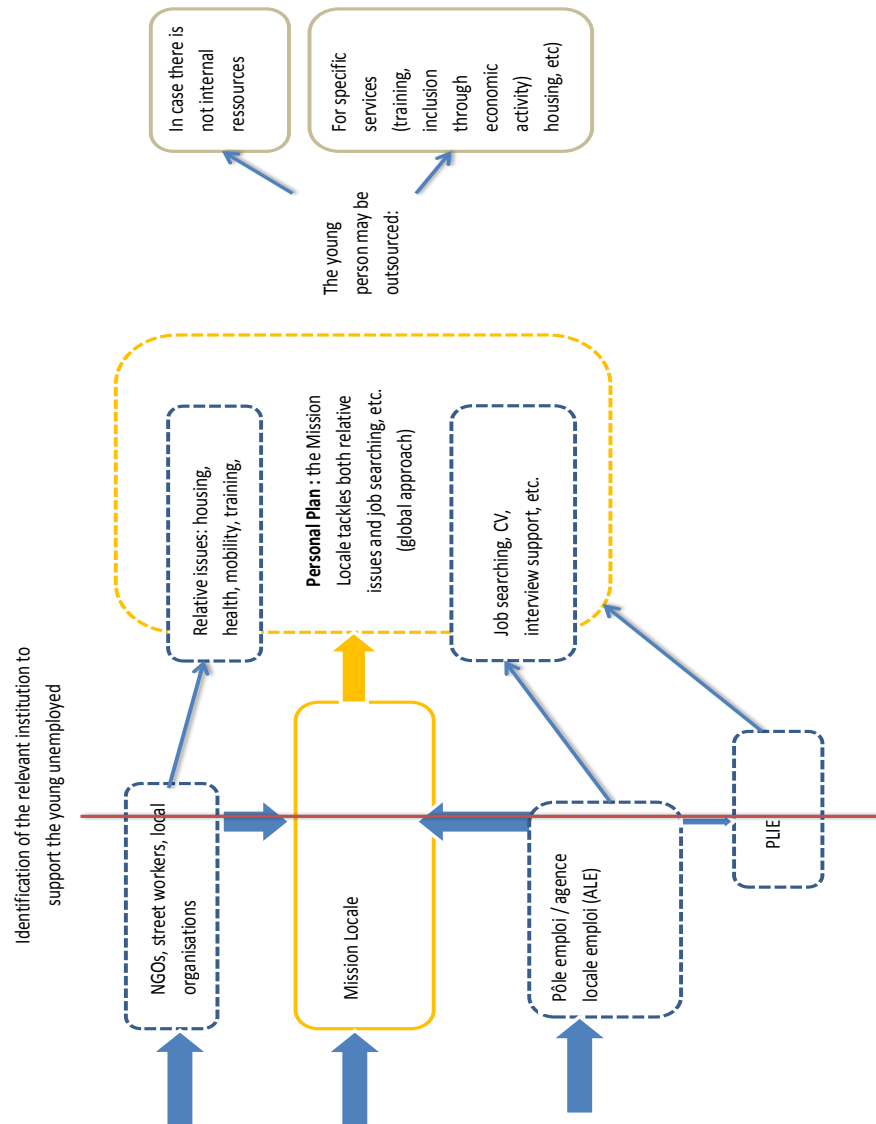 Identification of the relevant institution to
support the young unemployed
NGOs, street workers, local
organisations
Mission Locale
Pôle emploi / agence
locale emploi (ALE)
PLIE
Relative issues: housing,
health, mobility, training,
Personal Plan : the Mission
Locale tackles both relative
issues and job searching, etc.
(global approach)
Job searching, CV,
interview support, etc.
The young
person may be
outsourced:
In case there is
not internal
ressources
For specific
services
(training,
inclusion
through
economic
activity)
housing, etc)